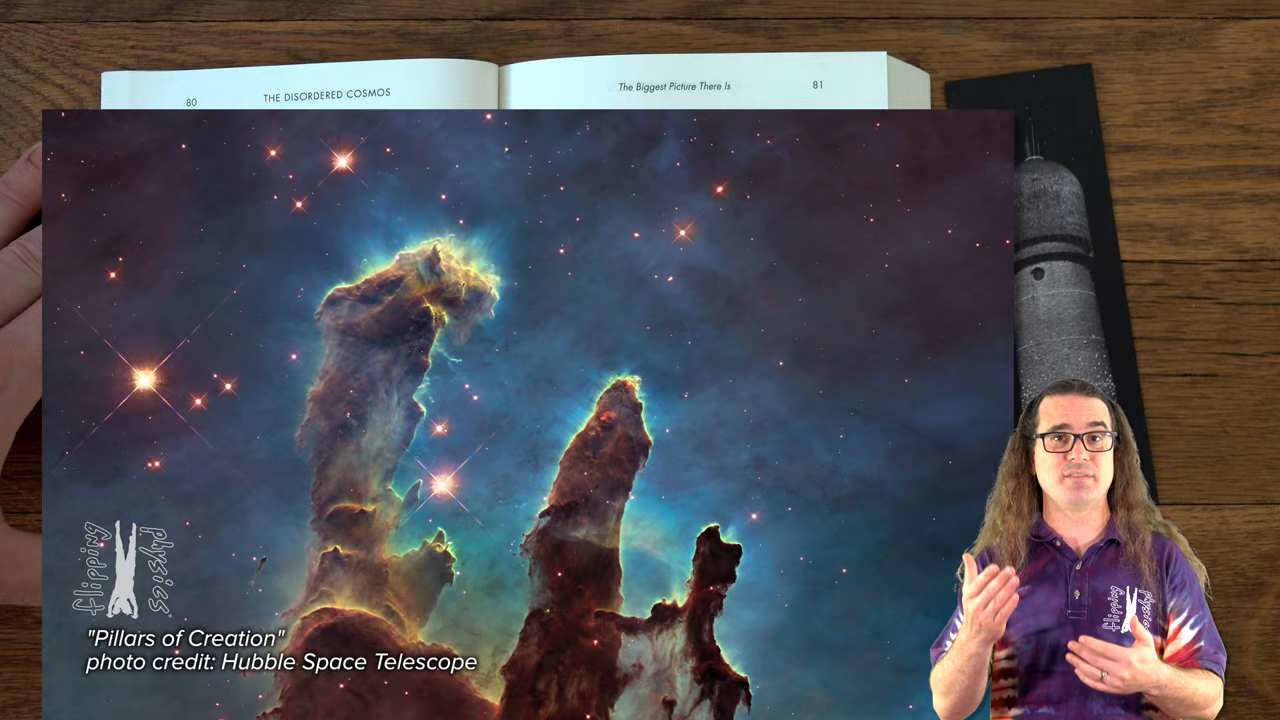 80 THE DISORDERED COSMOS
The Biggest Picture There Is 81
flipping physics®
"Pillars of Creation"
photo credit: Hubble Space Telescope
flipping physics